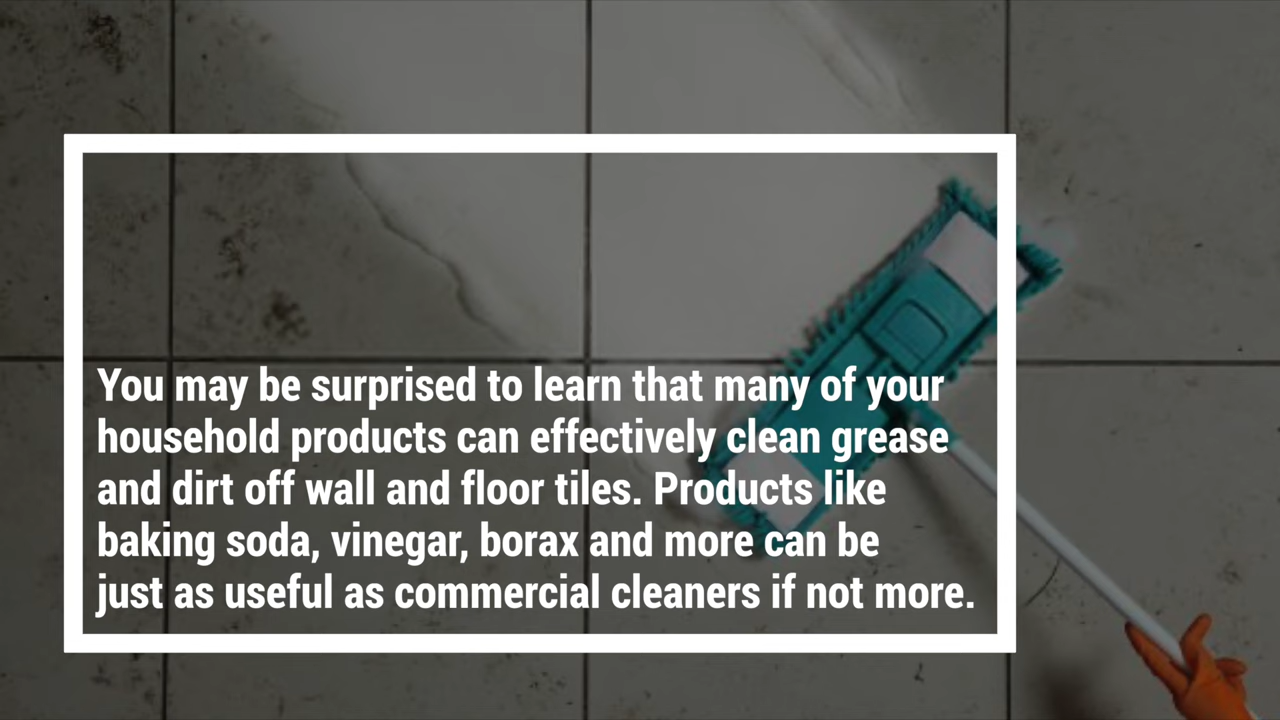 You may be surprised to learn that many of your
household products can effectively clean grease
and dirt off wall and floor tiles. Products like
baking soda, vinegar, borax and more can be
just as useful as commercial cleaners if not more.